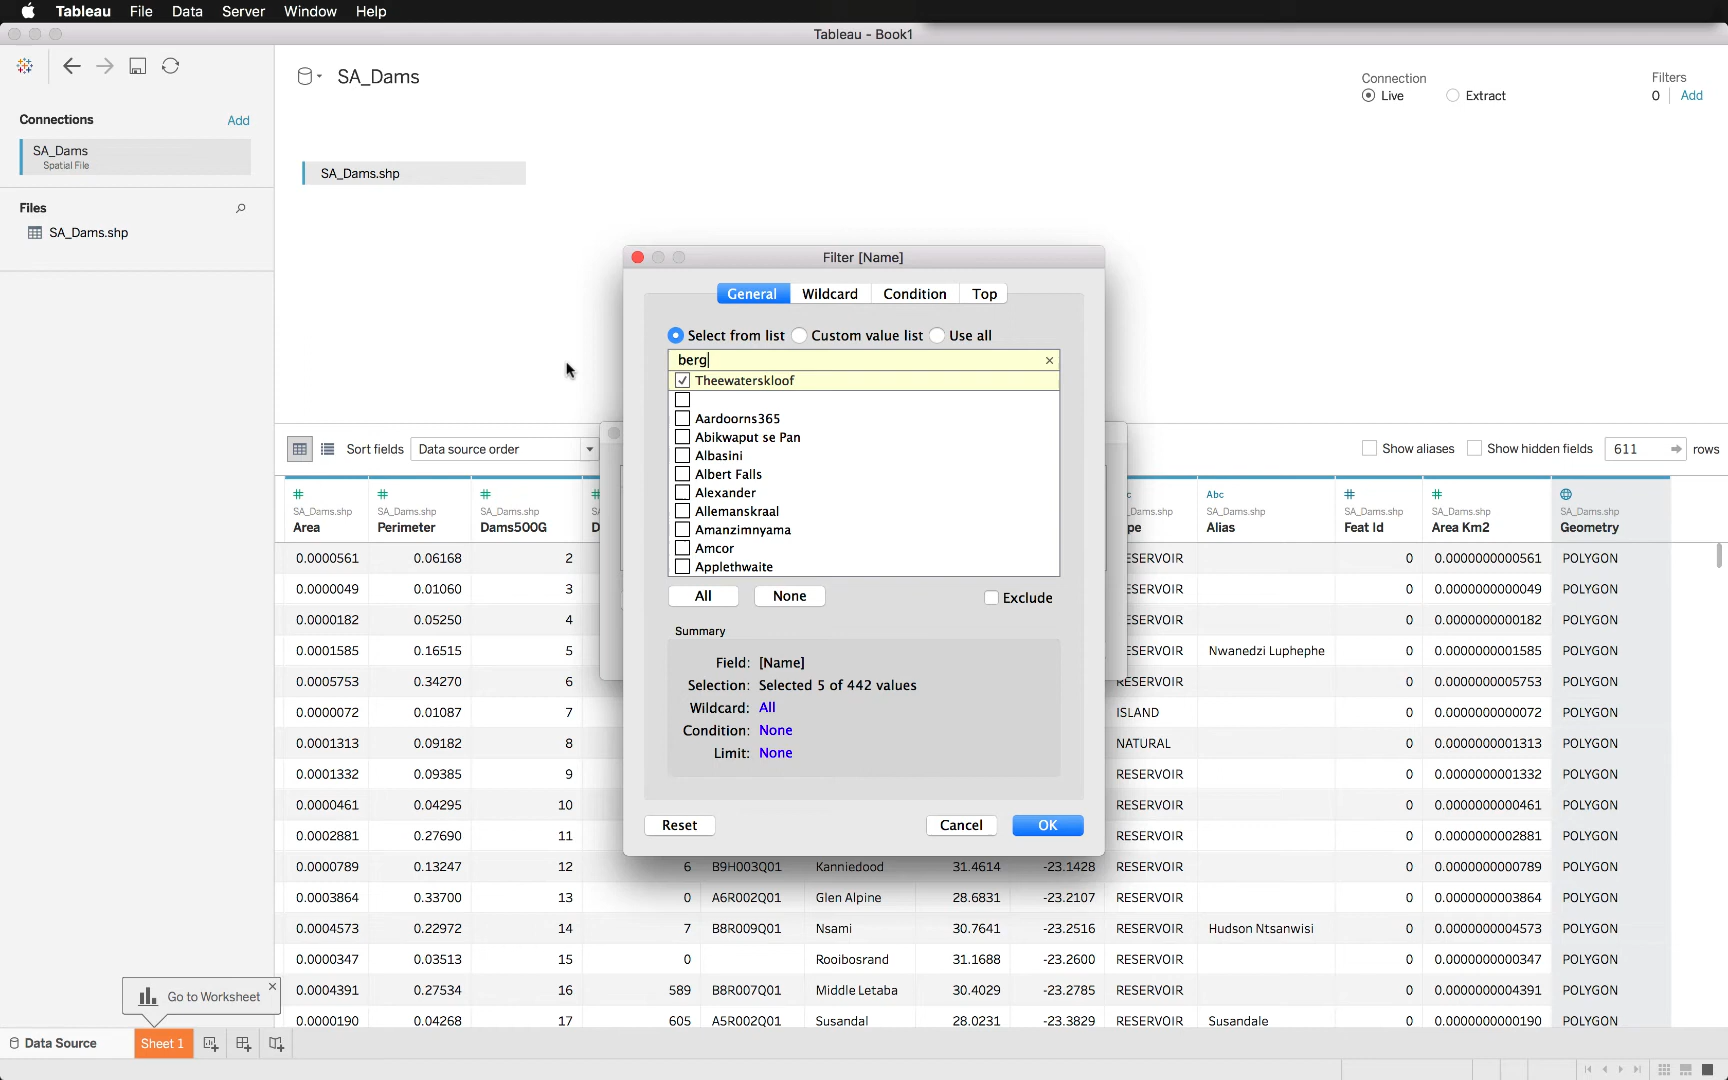 Tableau File Data Server Window Help
Tableau - Book1
SA_Dams
Connection
Live Extract
Filters
0 Add
Connections Add
SA_Dams
Spatial File
SA_Dams.shp
Files
SA_Dams.shp
Filter [Name]
General Wildcard Condition Top
Select from list Custom value list Use all
berg
Theewaterskloof
Aardoorns365
Abikwaput se Pan
Albasini
Albert Falls
Alexander
Allemanskraal
Amanzimnyama
Amcor
Applethwaite
All None Exclude
Summary
Field: [Name]
Selection: Selected 5 of 442 values
Wildcard: All
Condition: None
Limit: None
Reset Cancel OK
Sort fields Data source order Show aliases Show hidden fields 611 rows
# # # # c Abc # #
SA_Dams.shp SA_Dams.shp SA_Dams.shp SA _Dams.shp SA_Dams.shp SA_Dams.shp SA_Dams.shp SA_Dams.shp
Area Perimeter Dams500G D pe Alias Feat Id Area Km2 Geometry
0.0000561 0.06168 2 ESERVOIR 0 0.0000000000561 POLYGON
0.0000049 0.01060 3 ESERVOIR 0 0.0000000000049 POLYGON
0.0000182 0.05250 4 ESERVOIR 0 0.0000000000182 POLYGON
0.0001585 0.16515 5 ESERVOIR Nwanedzi Luphephe 0 0.0000000001585 POLYGON
0.0005753 0.34270 6 RESERVOIR 0 0.0000000005753 POLYGON
0.0000072 0.01087 7 ISLAND 0 0.0000000000072 POLYGON
0.0001313 0.09182 8 NATURAL 0 0.0000000001313 POLYGON
0.0001332 0.09385 9 RESERVOIR 0 0.0000000001332 POLYGON
0.0000461 0.04295 10 RESERVOIR 0 0.0000000000461 POLYGON
0.0002881 0.27690 11 RESERVOIR 0 0.0000000002881 POLYGON
0.0000789 0.13247 12 6 B9H003Q01 Kanniedood 31.4614 -23.1428 RESERVOIR 0 0.0000000000789 POLYGON
0.0003864 0.33700 13 0 A6R002Q01 Glen Alpine 28.6831 -23.2107 RESERVOIR 0 0.0000000003864 POLYGON
0.0004573 0.22972 14 7 B8R009Q01 Nsami 30.7641 -23.2516 RESERVOIR Hudson Ntsanwisi 0 0.0000000004573 POLYGON
0.0000347 0.03513 15 0 Rooibosrand 31.1688 -23.2600 RESERVOIR 0 0.0000000000347 POLYGON
0.0004391 0.27534 16 589 B8R007Q01 Middle Letaba 30.4029 -23.2785 RESERVOIR 0 0.0000000004391 POLYGON
0.0000190 0.04268 17 605 A5R002Q01 Susandal 28.0231 -23.3829 RESERVOIR Susandale 0 0.0000000000190 POLYGON
Go to Worksheet
Data Source Sheet 1